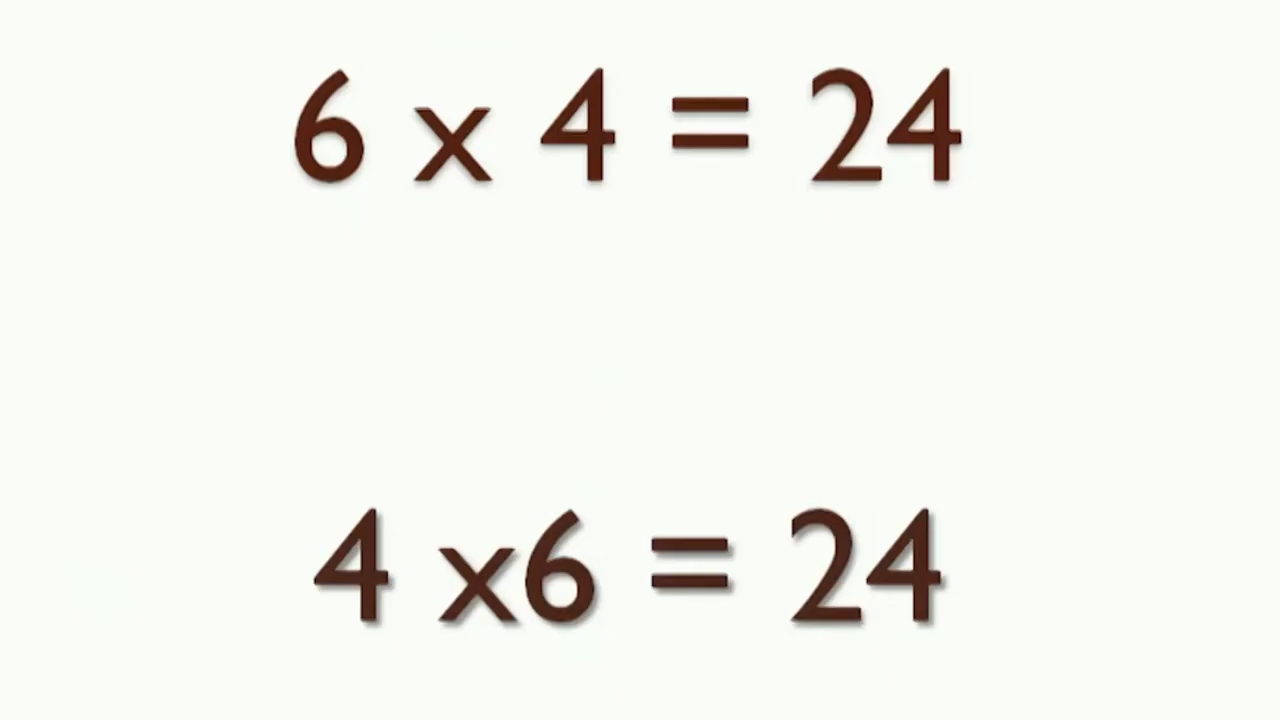 6 x 4 = 24
4 x6 = 24